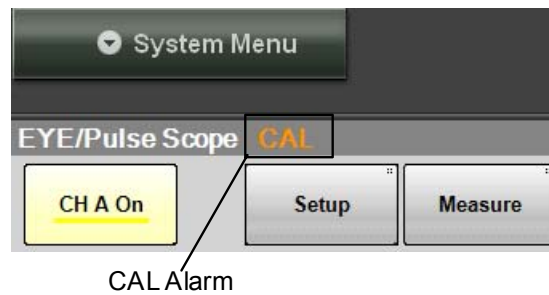 System Menu
EYE/Pulse Scope CAL
CH A On Setup Measure
CAL Alarm